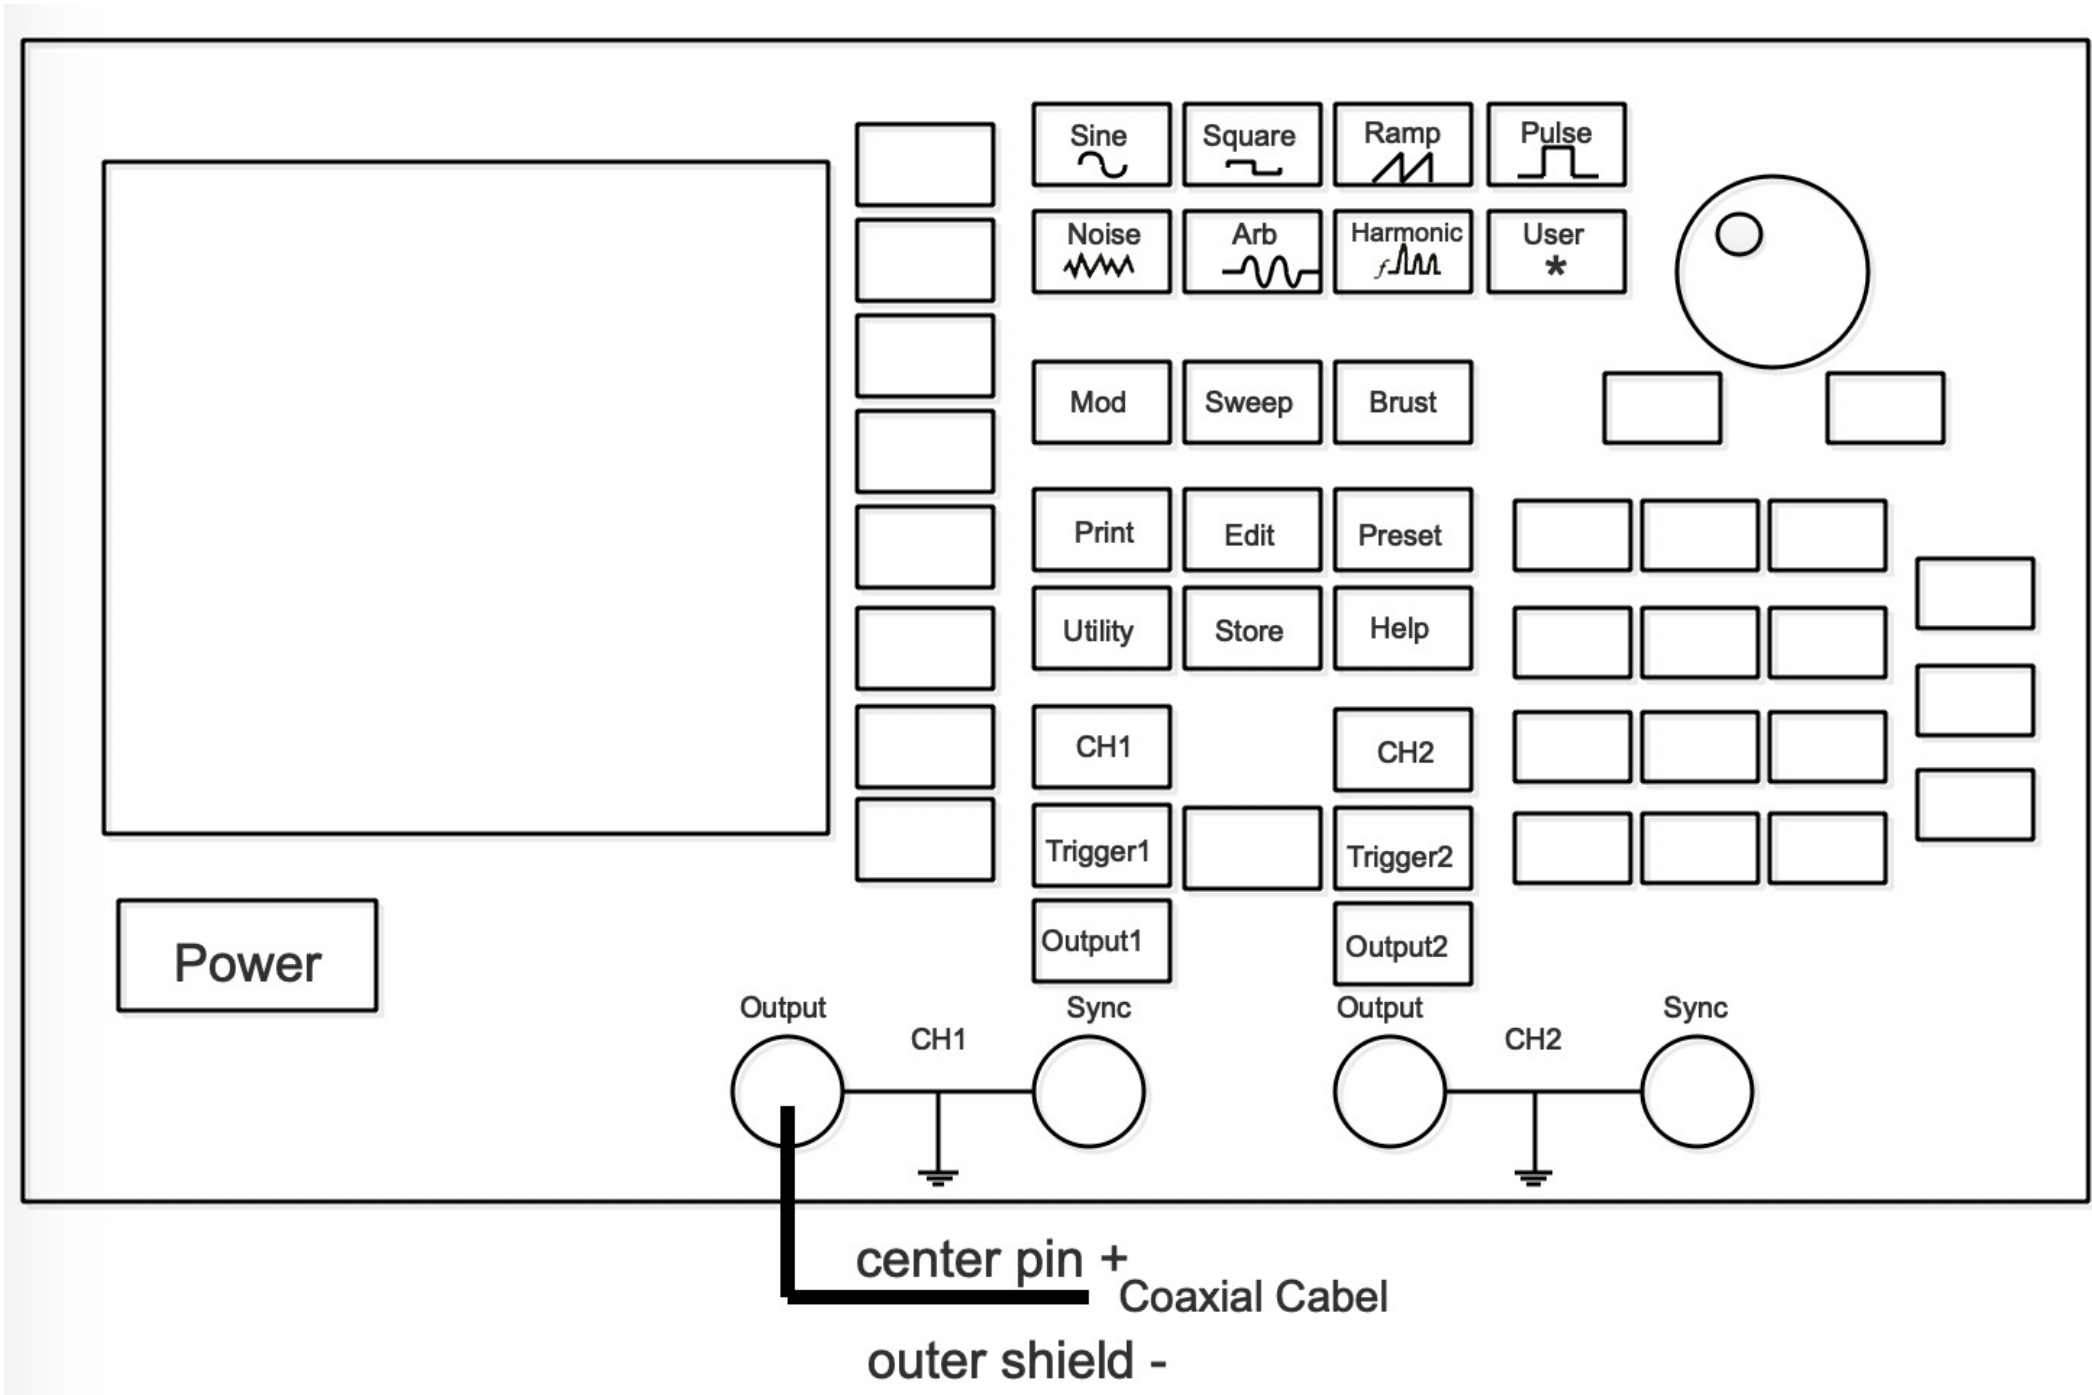 Sine Square Ramp Pulse
Noise Arb Harmonic User
*
f
Mod Sweep Brust
Print Edit Preset
Utility Store Help
CH1 CH2
Trigger1 Trigger2
Output1 Output2
Power
Output CH1 Sync Output CH2 Sync
center pin +
Coaxial Cabel
outer shield -